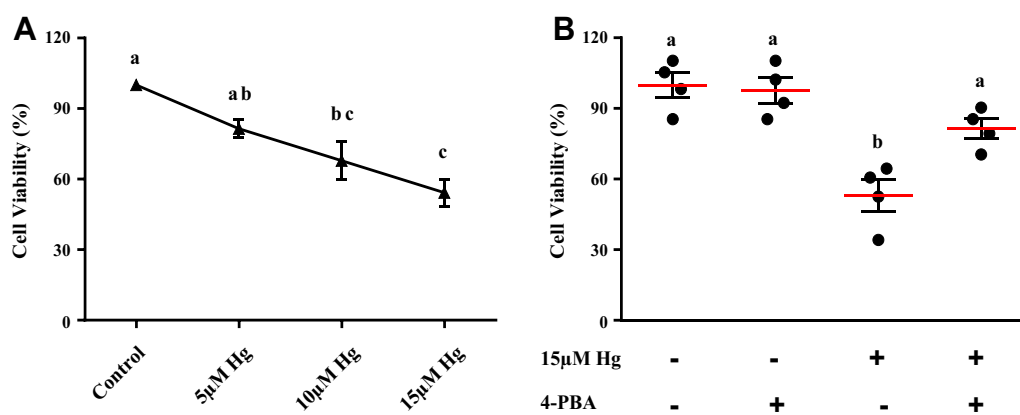 A
Cell Viability (%)
120
90
60
30
0
a
a b
b c
c
Control
5μM Hg
10μM Hg
15μM Hg
B
Cell Viability (%)
120
90
60
30
0
a
a
b
a
15μM Hg - - + +
4-PBA - + - +